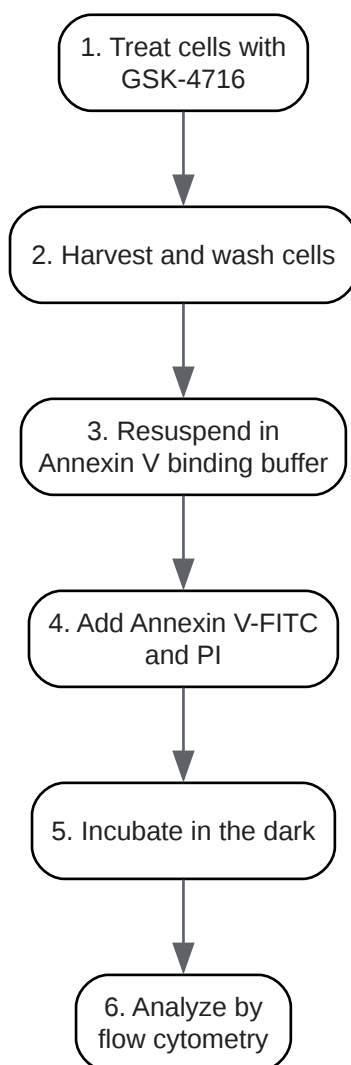 1. Treat cells with
GSK-4716
2. Harvest and wash cells
3. Resuspend in
Annexin V binding buffer
4. Add Annexin V-FITC
and PI
5. Incubate in the dark
6. Analyze by
flow cytometry